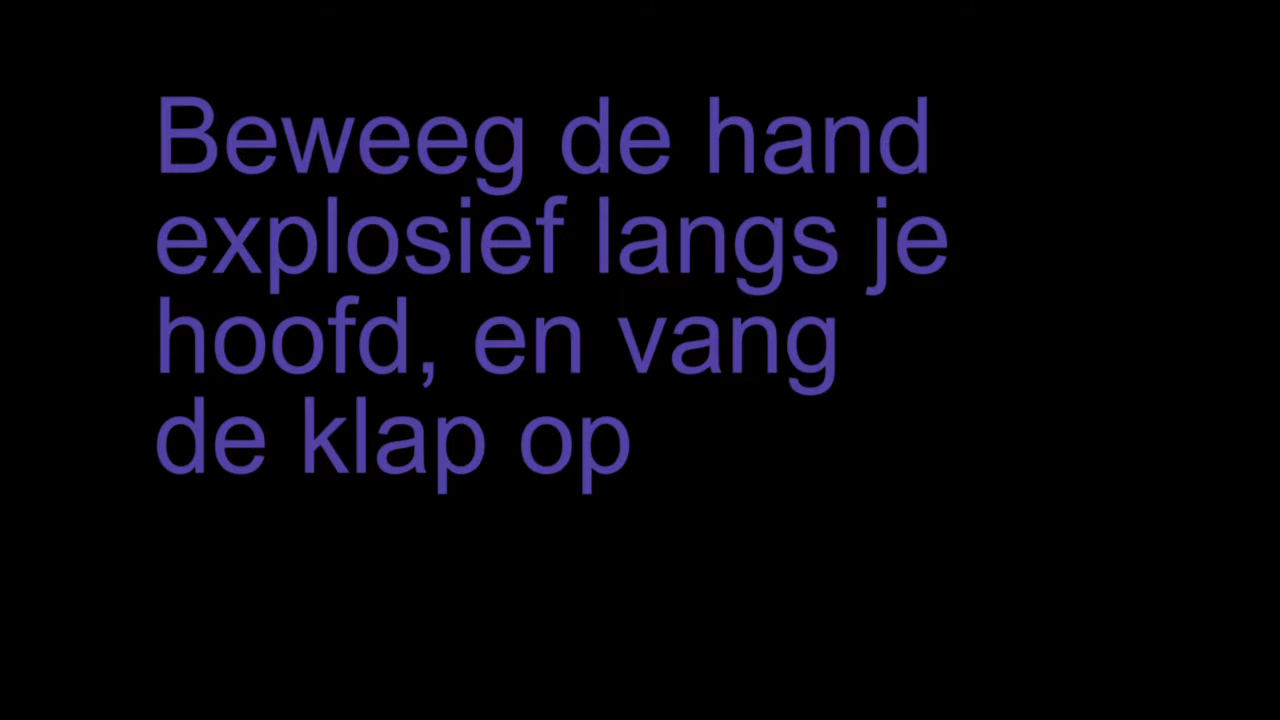 Beweeg de hand
explosief langs je
hoofd, en vang
de klap op